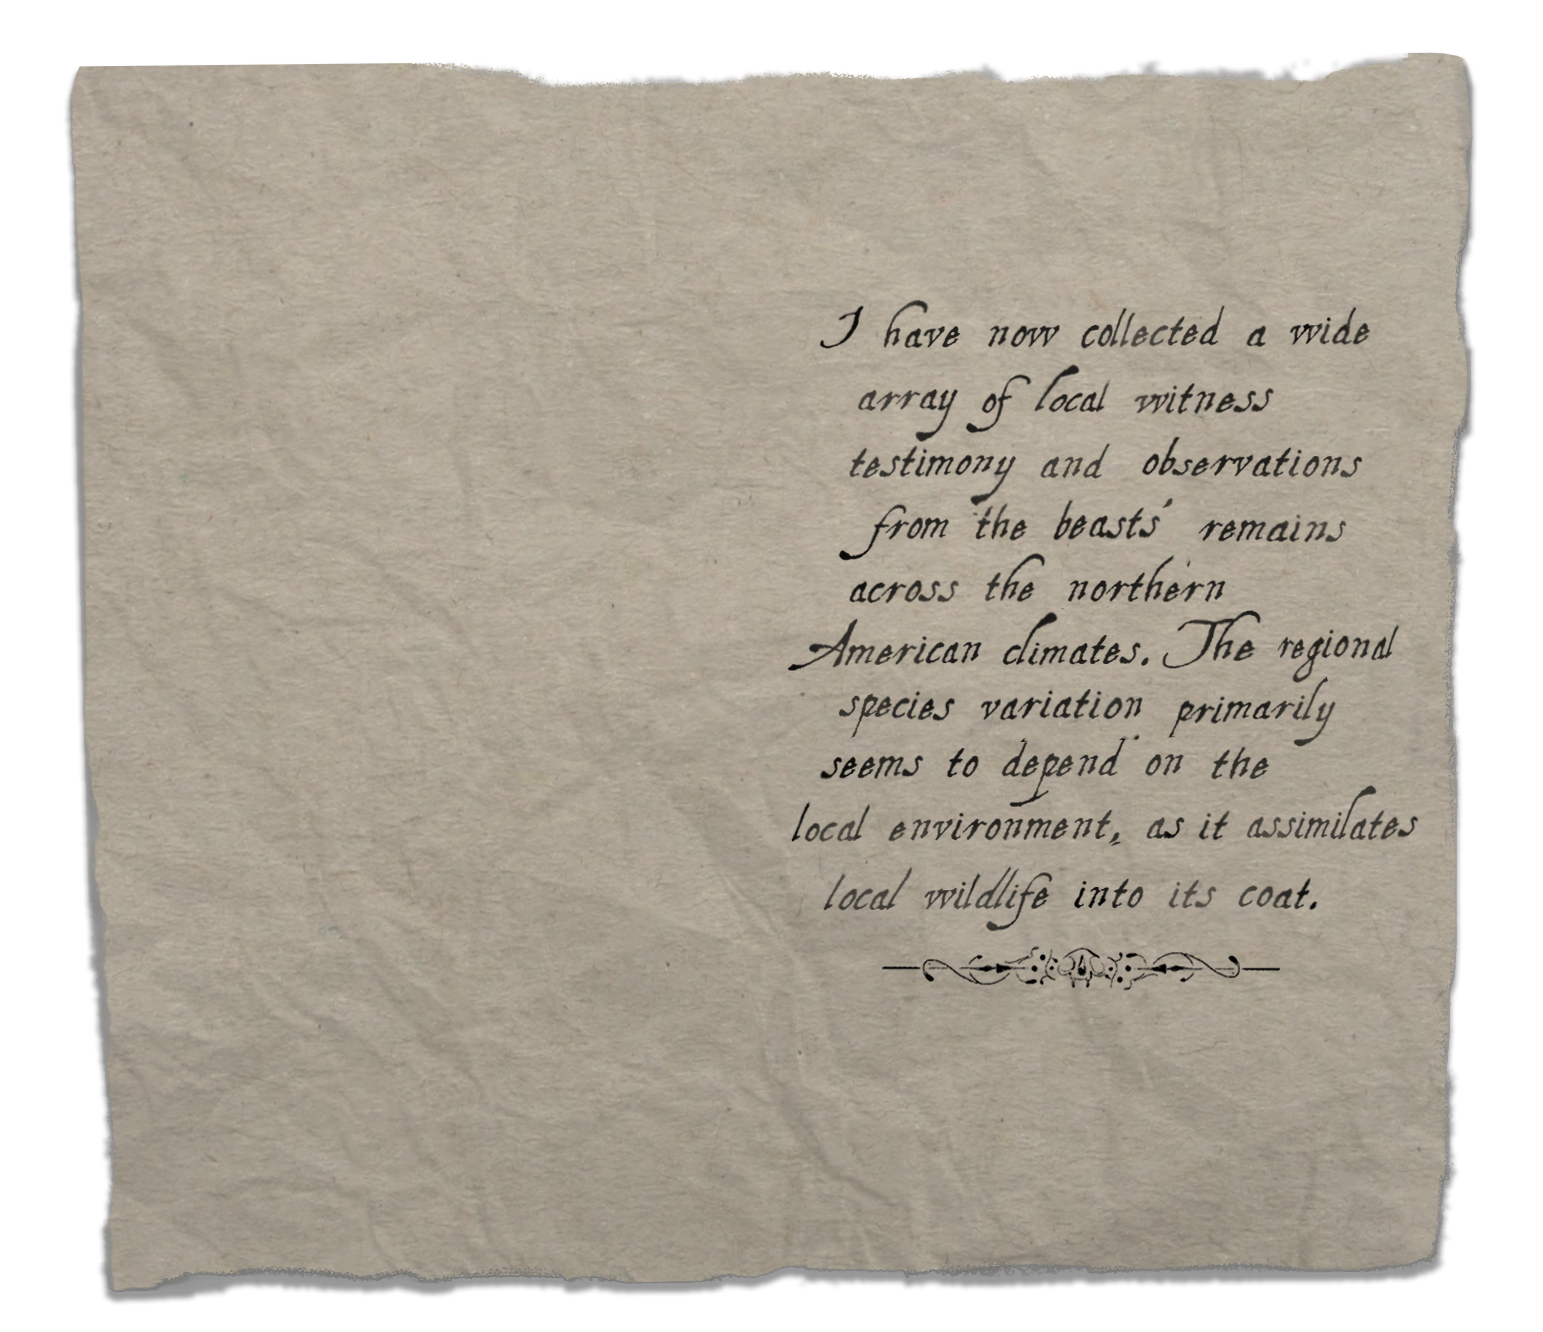 I have now collected a wide
array of local witness
testimony and observations
from the beasts' remains
across the northern
American climates. The regional
species variation primarily
seems to depend on the
local environment, as it assimilates
local wildlife into its coat.